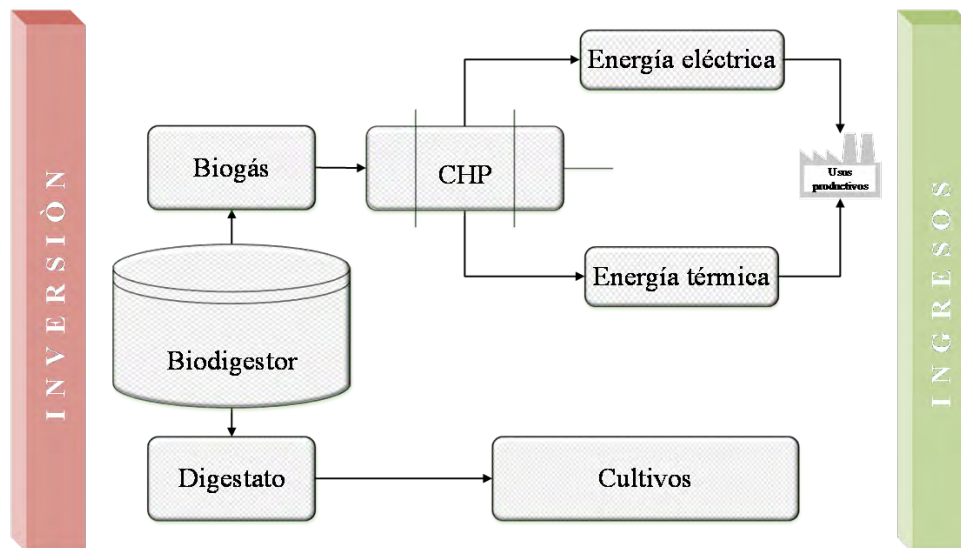 INVERSIÒN
Energía eléctrica
Biogás
CHP
Usos
productivos
Energía térmica
Biodigestor
Digestato
Cultivos
INGRESOS